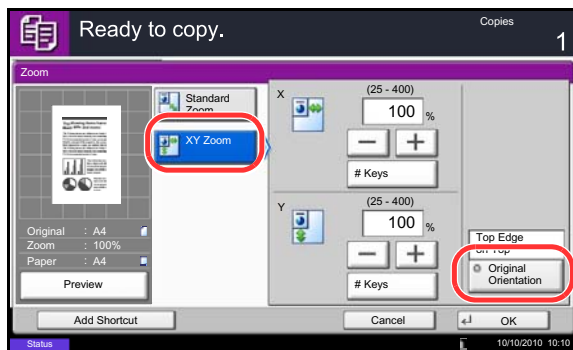 Ready to copy.
Copies
1
Zoom
Standard
Zoom
XY Zoom
X
(25 - 400)
100 %
# Keys
Y
(25 - 400)
100 %
# Keys
Original : A4
Zoom : 100%
Paper : A4
Preview
Top Edge
on Top
Original
Orientation
Add Shortcut
Cancel
OK
Status
10/10/2010 10:10